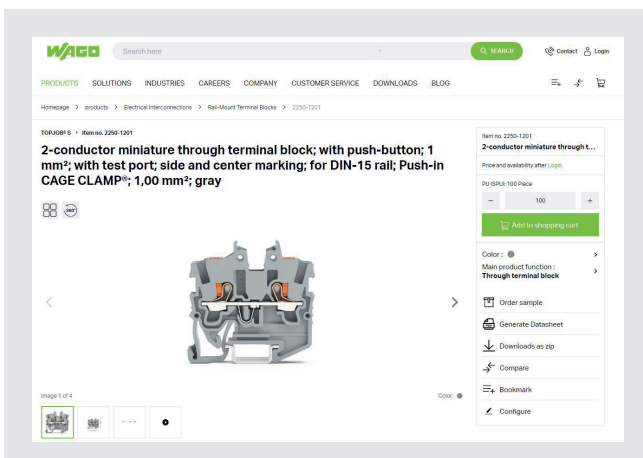 WAGO
Search here
SEARCH
Contact
Login
PRODUCTS SOLUTIONS INDUSTRIES CAREERS COMPANY CUSTOMER SERVICE DOWNLOADS BLOG
Homepage > products > Electrical Interconnections > Rail-Mount Terminal Blocks > 2250-1201
TOPJOB® S > Item no. 2250-1201
2-conductor miniature through terminal block; with push-button; 1
mm²; with test port; side and center marking; for DIN-15 rail; Push-in
CAGE CLAMP®; 1,00 mm²; gray
360°
Image 1 of 4
Color:
Item no. 2250-1201
2-conductor miniature through t...
Price and availability after Login
PU (SPU): 100 Piece
− 100 +
Add to shopping cart
Color :
Main product function :
Through terminal block
Order sample
Generate Datasheet
Downloads as zip
Compare
Bookmark
Configure